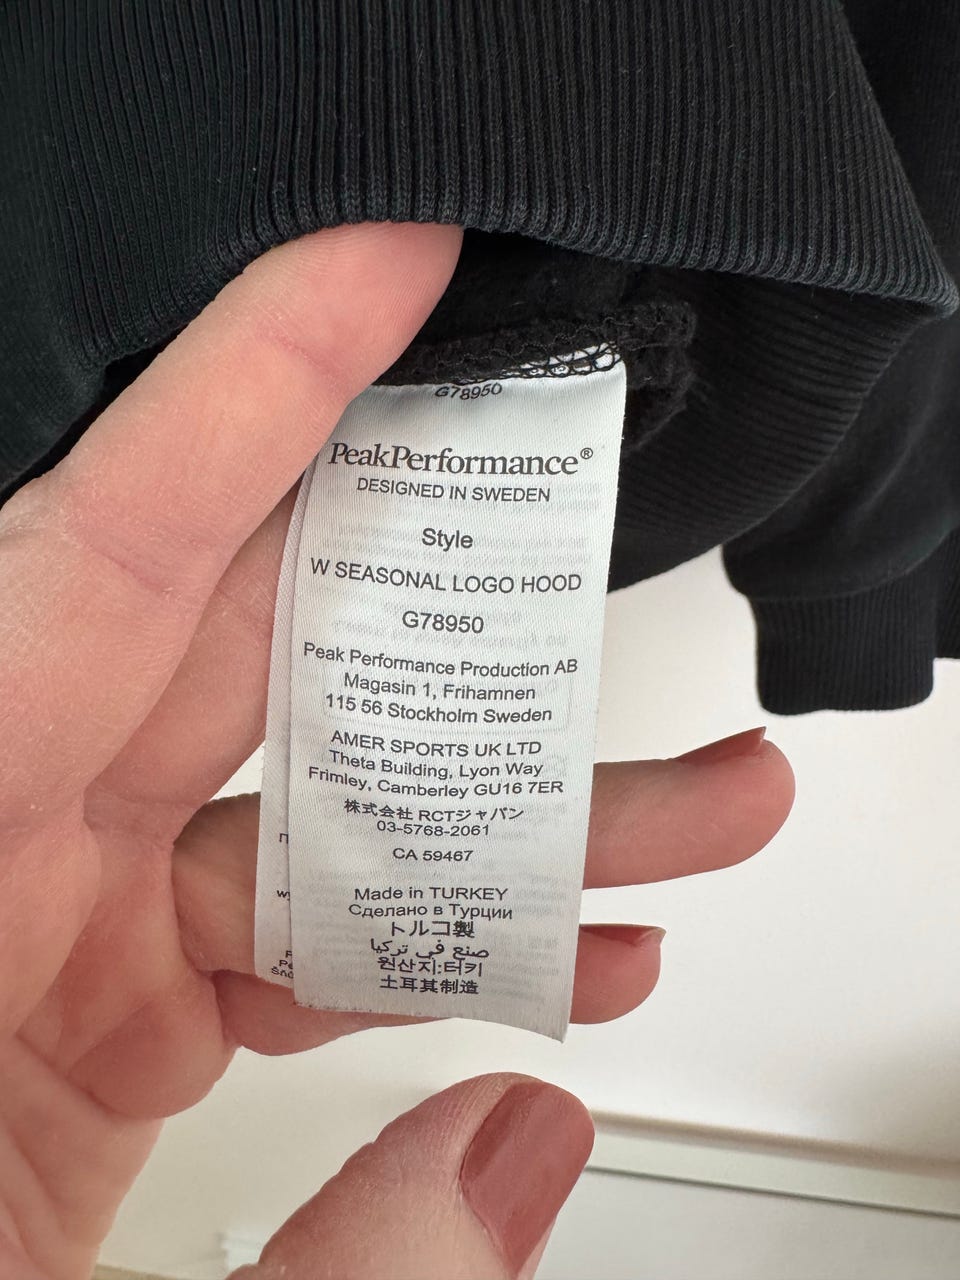 G78950
PeakPerformance®
DESIGNED IN SWEDEN
Style
W SEASONAL LOGO HOOD
G78950
Peak Performance Production AB
Magasin 1, Frihamnen
115 56 Stockholm Sweden
AMER SPORTS UK LTD
Theta Building, Lyon Way
Frimley, Camberley GU16 7ER
株式会社 RCTジャパン
03-5768-2061
CA 59467
Made in TURKEY
Сделано в Турции
トルコ製
صنع في تركيا
원산지:터키
土耳其制造